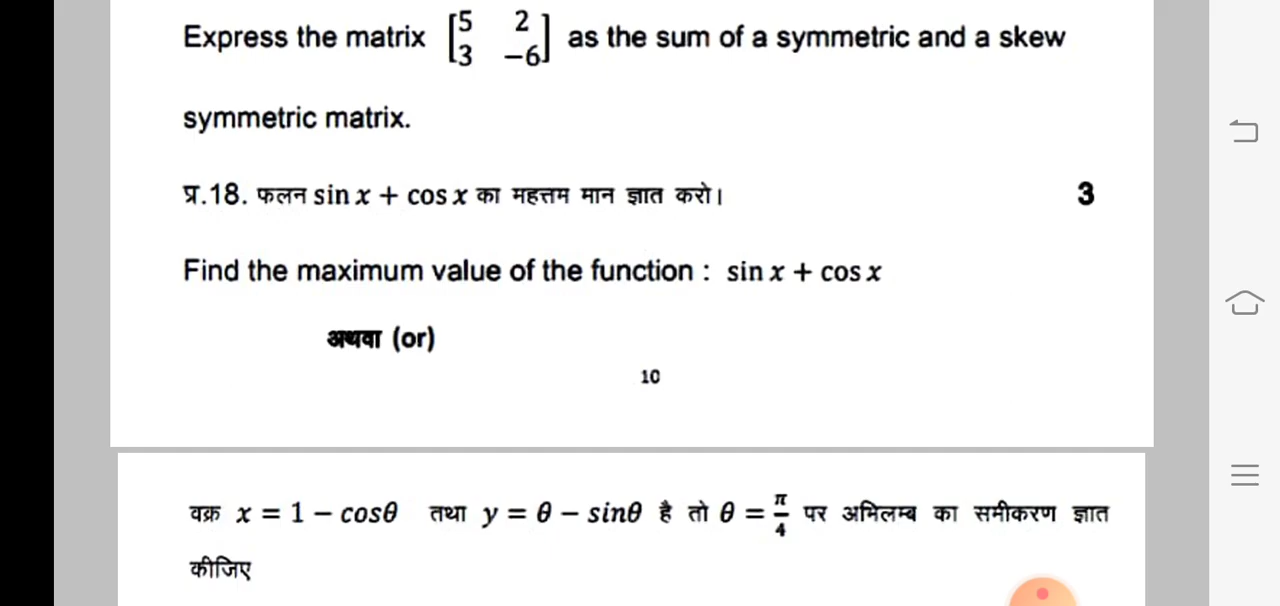 Express the matrix [5 2
3 −6] as the sum of a symmetric and a skew
symmetric matrix.
प्र.18. फलन sin x + cos x का महत्तम मान ज्ञात करो। 3
Find the maximum value of the function : sin x + cos x
अथवा (or)
10
वक्र x = 1 − cosθ तथा y = θ − sinθ है तो θ = π/4 पर अभिलम्ब का समीकरण ज्ञात
कीजिए